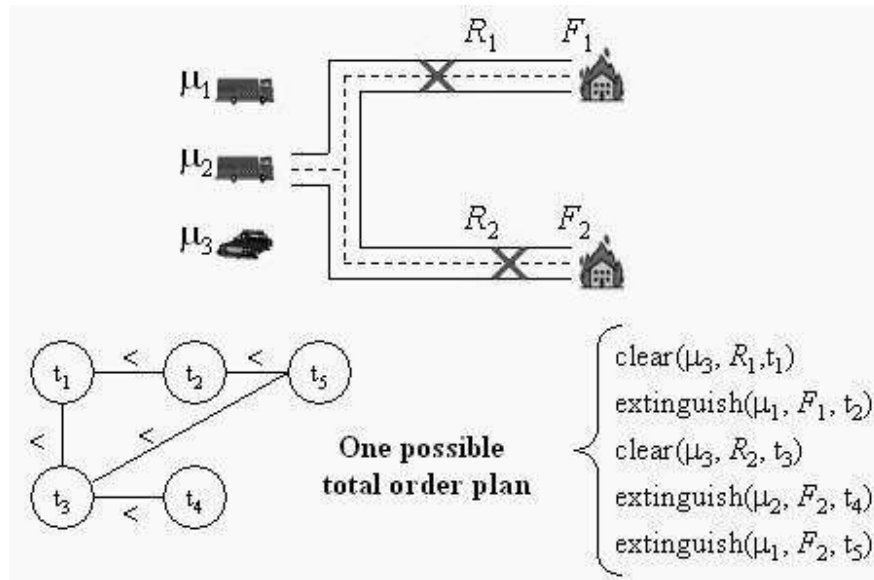 R₁ F₁
μ₁
μ₂
μ₃
R₂ F₂
t₁ < t₂ < t₅
< <
t₃ < t₄
One possible
total order plan
clear(μ₃, R₁,t₁)
extinguish(μ₁, F₁, t₂)
clear(μ₃, R₂, t₃)
extinguish(μ₂, F₂, t₄)
extinguish(μ₁, F₂, t₅)